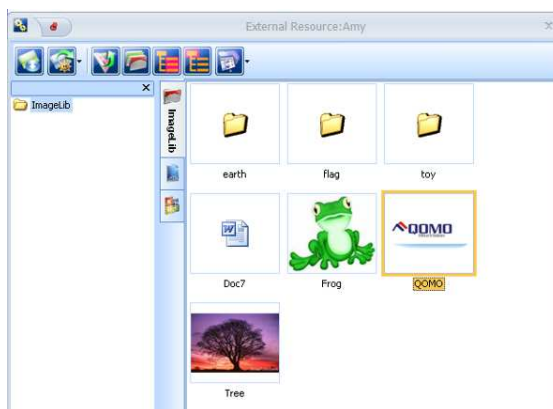 External Resource:Amy
ImageLib
ImageLib
earth
flag
toy
Doc7
Frog
QOMO
QOMO
Tree